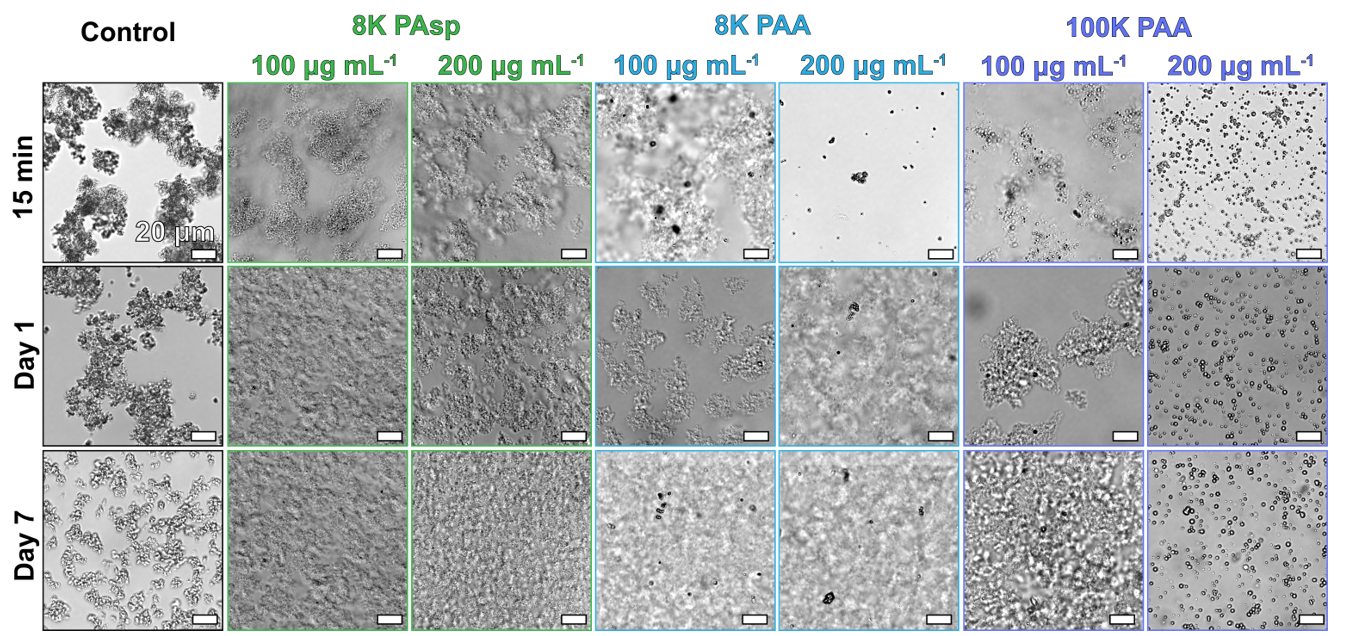 Control
8K PAsp
8K PAA
100K PAA
100 µg mL⁻¹
200 µg mL⁻¹
100 µg mL⁻¹
200 µg mL⁻¹
100 µg mL⁻¹
200 µg mL⁻¹
15 min
20 µm
Day 1
Day 7